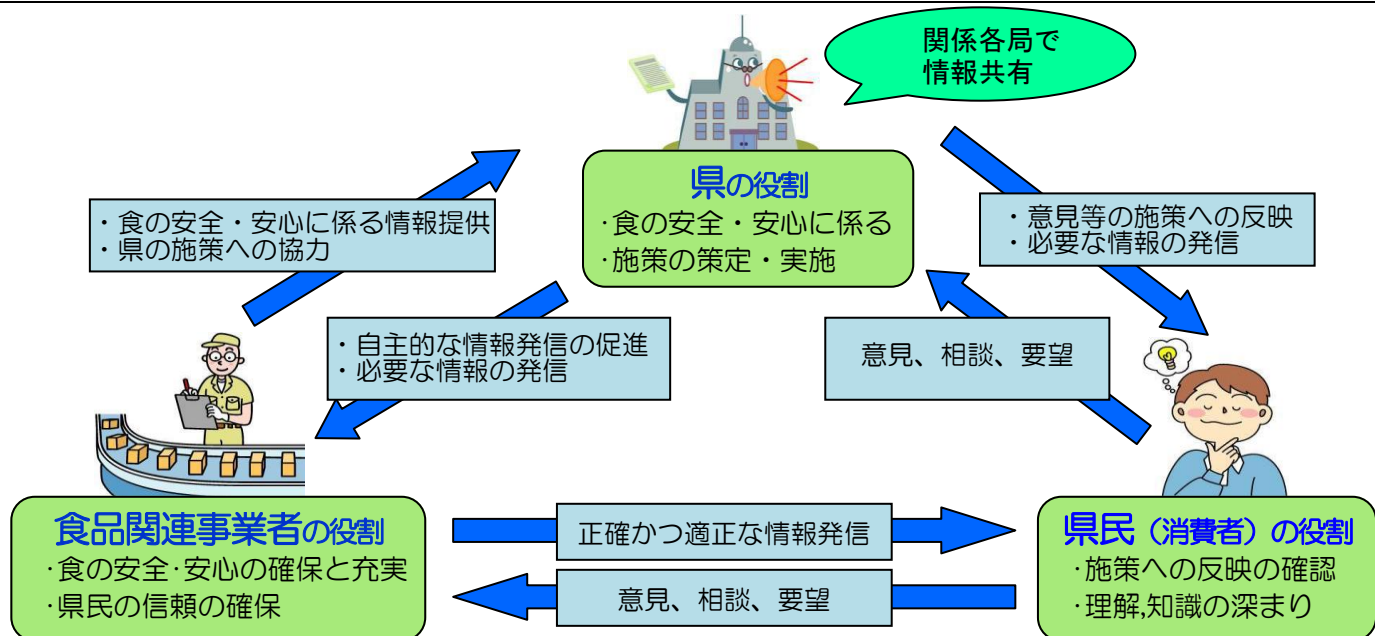 関係各局で
情報共有
県の役割
・食の安全・安心に係る
・施策の策定・実施
・食の安全・安心に係る情報提供
・県の施策への協力
・意見等の施策への反映
・必要な情報の発信
・自主的な情報発信の促進
・必要な情報の発信
意見、相談、要望
食品関連事業者の役割
・食の安全・安心の確保と充実
・県民の信頼の確保
正確かつ適正な情報発信
意見、相談、要望
県民（消費者）の役割
・施策への反映の確認
・理解,知識の深まり